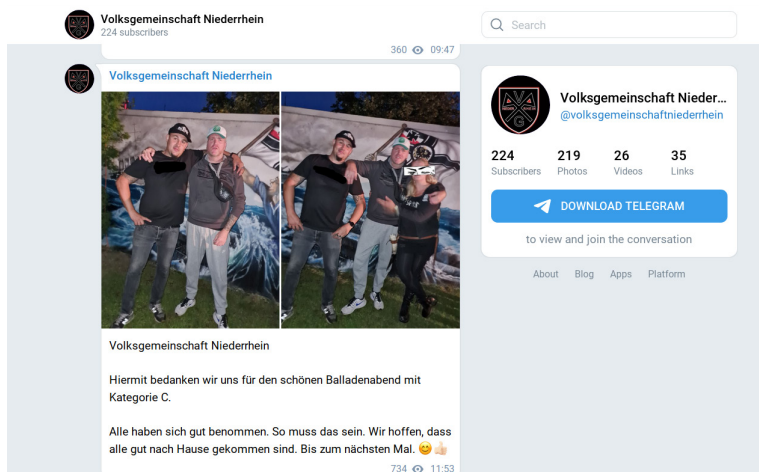 Volksgemeinschaft Niederrhein
224 subscribers
Search
360 09:47
Volksgemeinschaft Niederrhein
Volksgemeinschaft Niederrhein
Hiermit bedanken wir uns für den schönen Balladenabend mit
Kategorie C.
Alle haben sich gut benommen. So muss das sein. Wir hoffen, dass
alle gut nach Hause gekommen sind. Bis zum nächsten Mal. 😊👍🏻
734 11:53
Volksgemeinschaft Nieder...
@volksgemeinschaftniederrhein
224 219 26 35
Subscribers Photos Videos Links
DOWNLOAD TELEGRAM
to view and join the conversation
About Blog Apps Platform